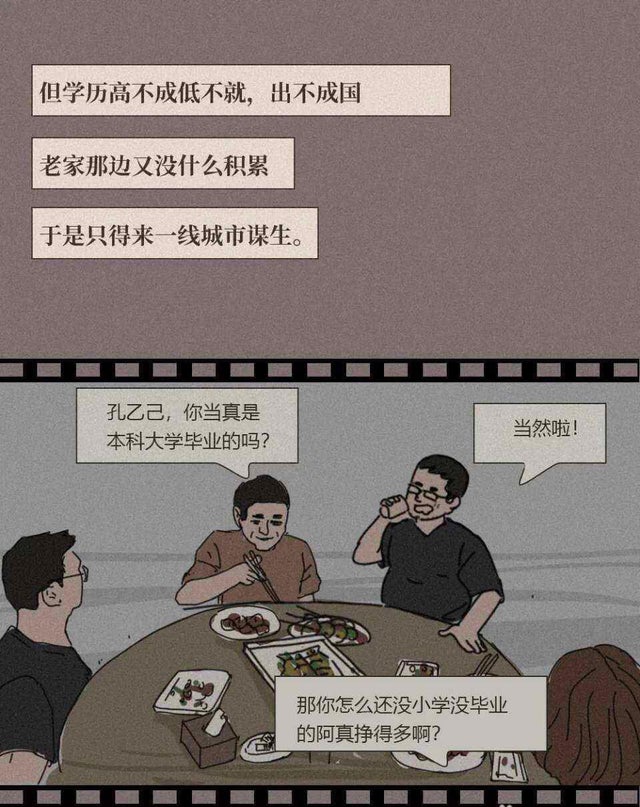 但学历高不成低不就，出不成国
老家那边又没什么积累
于是只得来一线城市谋生。
孔乙己，你当真是
本科大学毕业的吗？
当然啦！
那你怎么还没小学没毕业
的阿真挣得多啊？